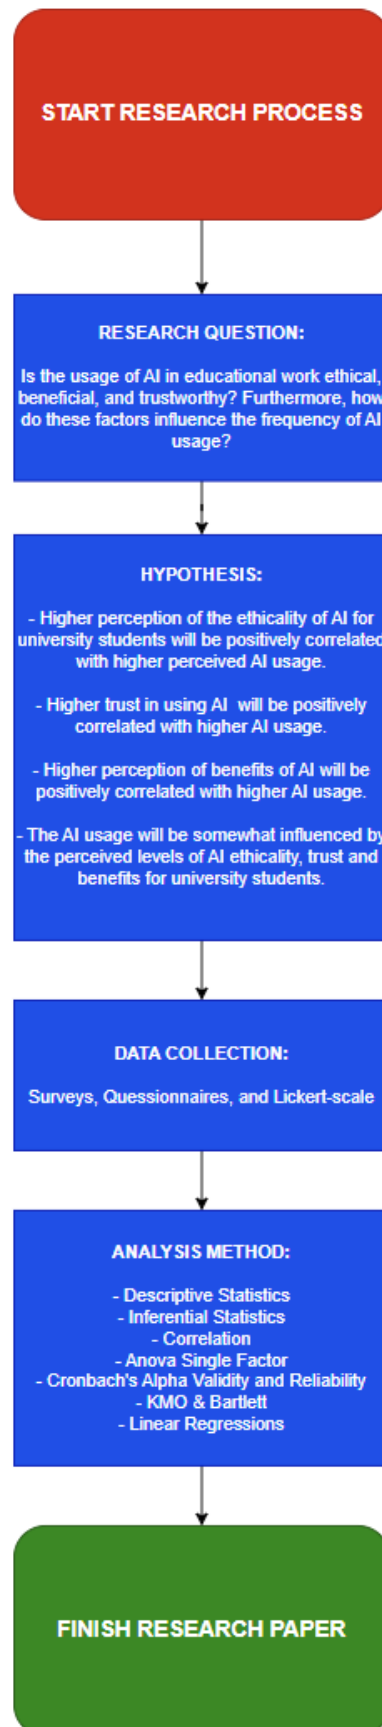 START RESEARCH PROCESS
RESEARCH QUESTION:
Is the usage of AI in educational work ethical,
beneficial, and trustworthy? Furthermore, how
do these factors influence the frequency of AI
usage?
HYPOTHESIS:
- Higher perception of the ethicality of AI for
university students will be positively correlated
with higher perceived AI usage.
- Higher trust in using AI will be positively
correlated with higher AI usage.
- Higher perception of benefits of AI will be
positively correlated with higher AI usage.
- The AI usage will be somewhat influenced by
the perceived levels of AI ethicality, trust and
benefits for university students.
DATA COLLECTION:
Surveys, Quessionnaires, and Lickert-scale
ANALYSIS METHOD:
- Descriptive Statistics
- Inferential Statistics
- Correlation
- Anova Single Factor
- Cronbach's Alpha Validity and Reliability
- KMO & Bartlett
- Linear Regressions
FINISH RESEARCH PAPER